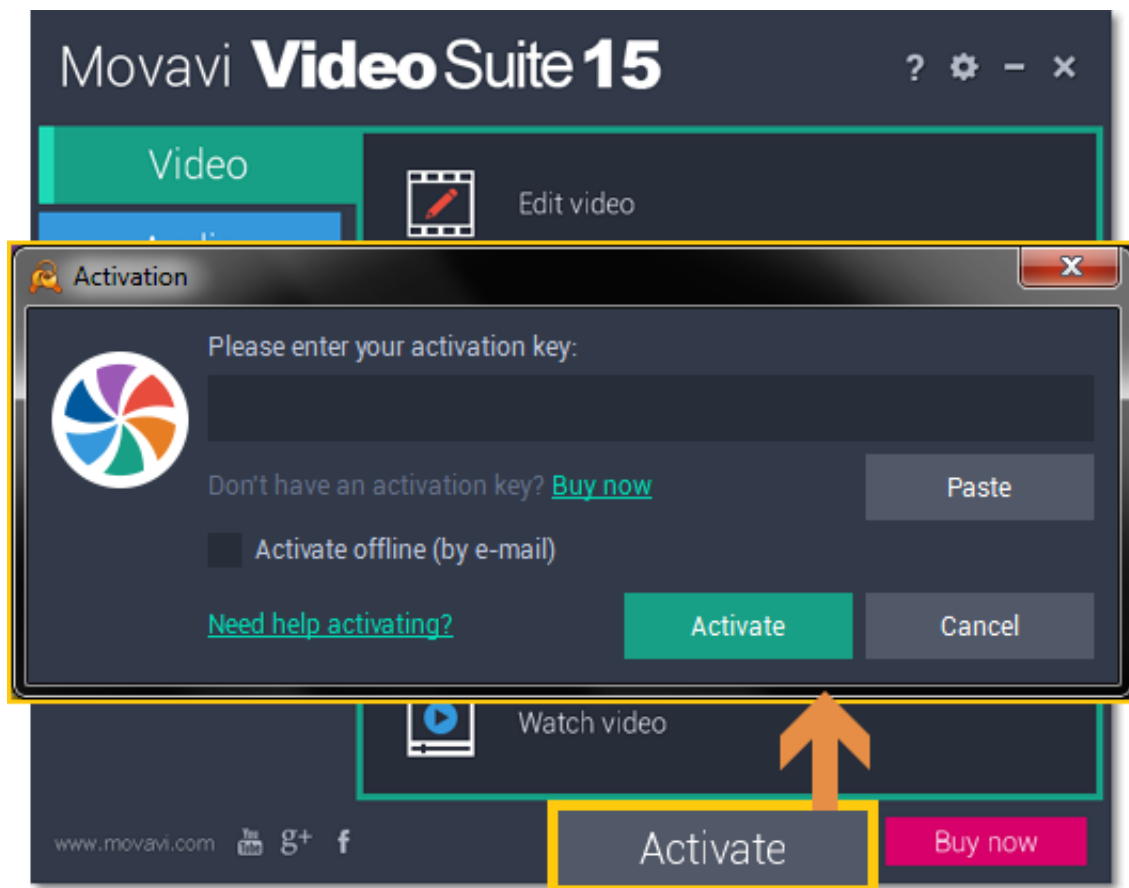 Movavi Video Suite 15
?
Video
Edit video
Activation
Please enter your activation key:
Don't have an activation key? Buy now
Paste
Activate offline (by e-mail)
Need help activating?
Activate
Cancel
Watch video
www.movavi.com You Tube g+ f
Activate
Buy now